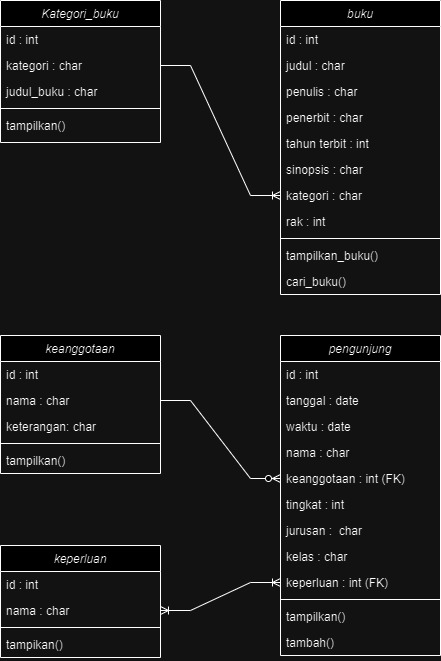 Kategori_buku
id : int
kategori : char
judul_buku : char
tampilkan()
buku
id : int
judul : char
penulis : char
penerbit : char
tahun terbit : int
sinopsis : char
kategori : char
rak : int
tampilkan_buku()
cari_buku()
keanggotaan
id : int
nama : char
keterangan: char
tampilkan()
pengunjung
id : int
tanggal : date
waktu : date
nama : char
keanggotaan : int (FK)
tingkat : int
jurusan :  char
kelas : char
keperluan : int (FK)
tampilkan()
tambah()
keperluan
id : int
nama : char
tampikan()